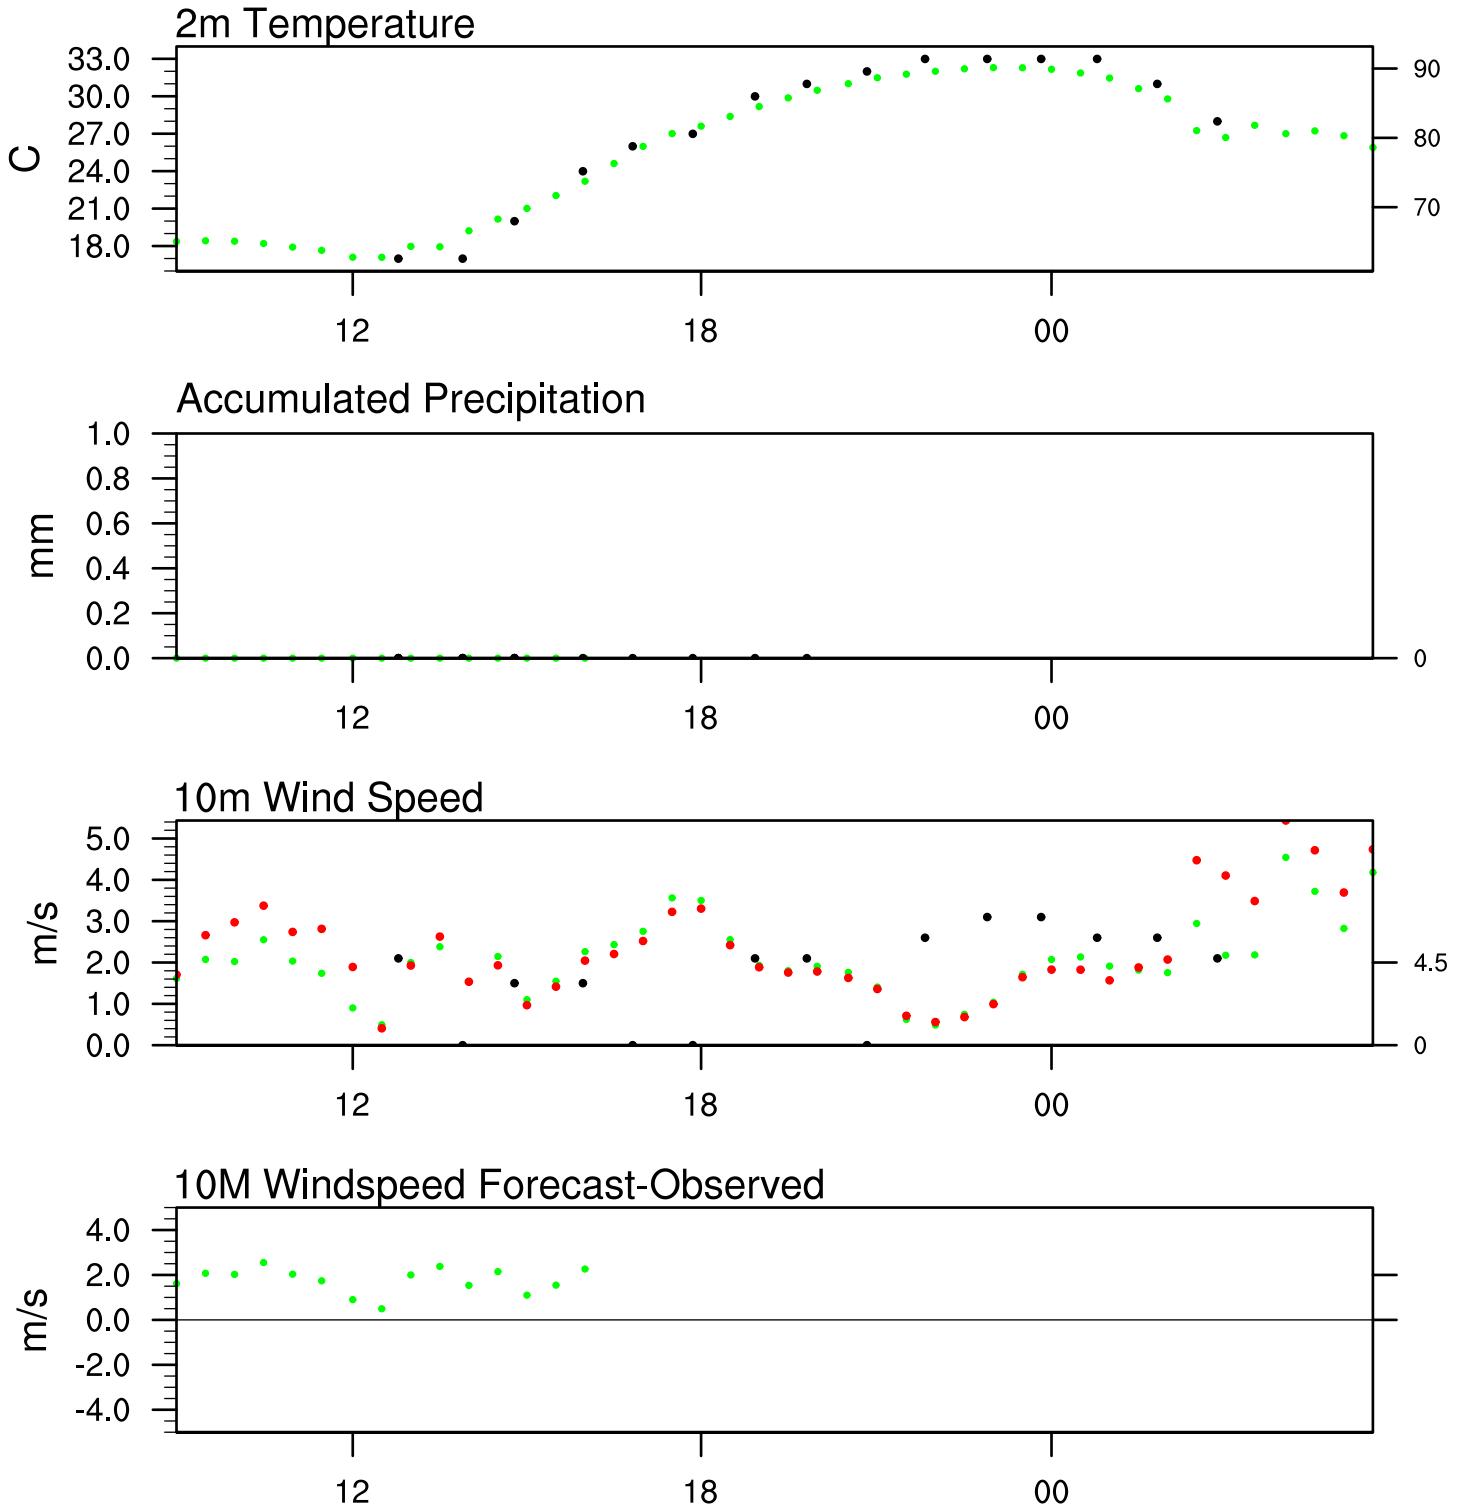 2m Temperature
33.0
30.0
27.0
24.0
21.0
18.0
C
90
80
70
12 18 00
Accumulated Precipitation
1.0
0.8
0.6
0.4
0.2
0.0
mm
0
12 18 00
10m Wind Speed
5.0
4.0
3.0
2.0
1.0
0.0
m/s
4.5
0
12 18 00
10M Windspeed Forecast-Observed
4.0
2.0
0.0
-2.0
-4.0
m/s
12 18 00